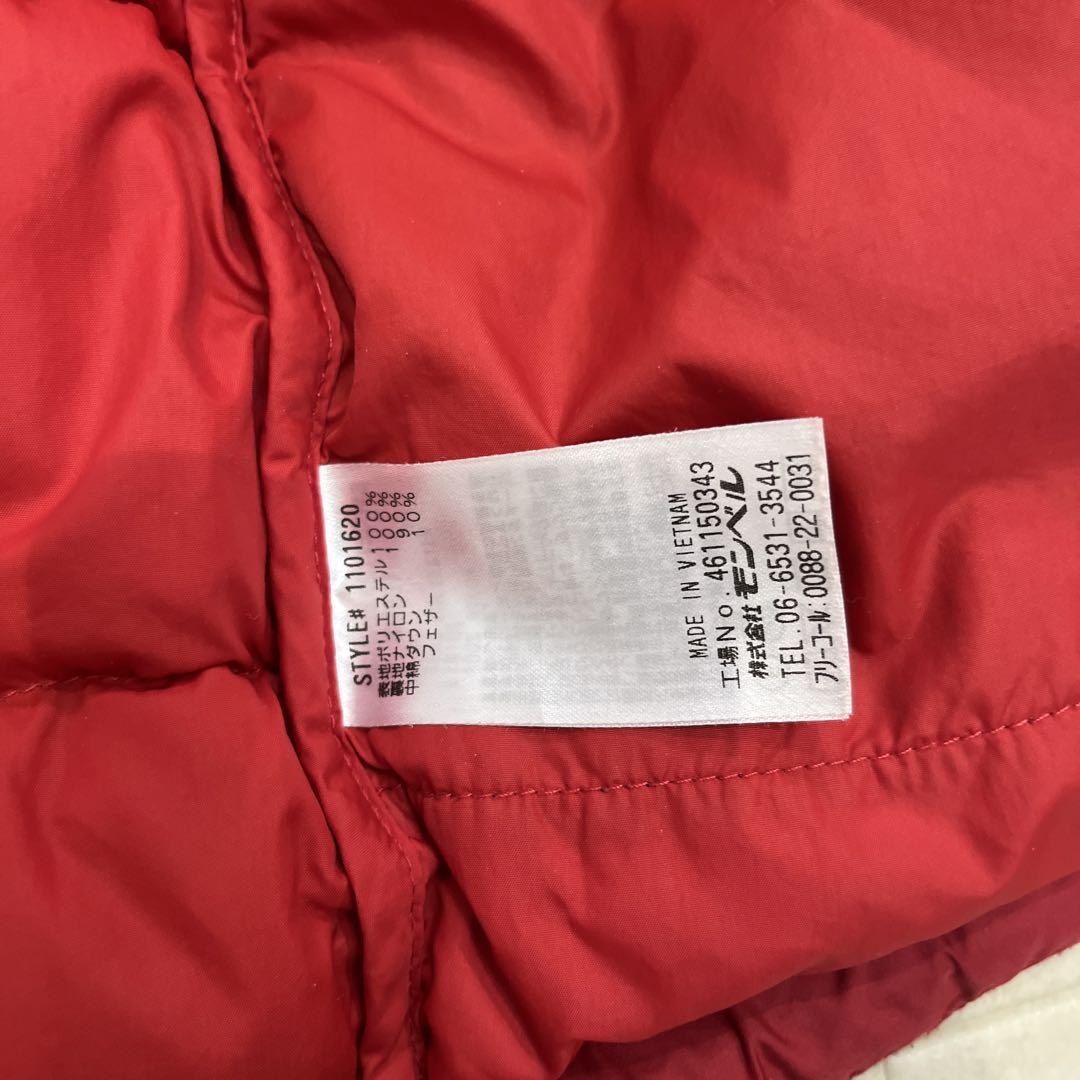 STYLE# 1101620
表地ポリエステル100%
裏地ナイロン100%
中綿ダウン 90%
フェザー 10%
MADE IN VIETNAM
工場No. 461150343
株式会社 モンベル
TEL. 06-6531-3544
フリーコール:0088-22-0031